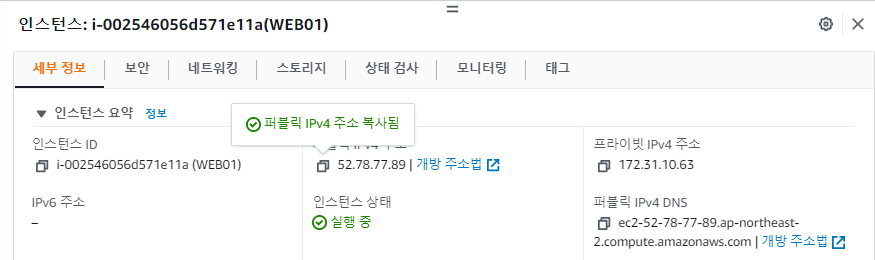 인스턴스: i-002546056d571e11a(WEB01)
세부 정보 보안 네트워킹 스토리지 상태 검사 모니터링 태그
▼ 인스턴스 요약 정보
퍼블릭 IPv4 주소 복사됨
인스턴스 ID
i-002546056d571e11a (WEB01)
52.78.77.89 | 개방 주소법
프라이빗 IPv4 주소
172.31.10.63
IPv6 주소
–
인스턴스 상태
실행 중
퍼블릭 IPv4 DNS
ec2-52-78-77-89.ap-northeast-
2.compute.amazonaws.com | 개방 주소법